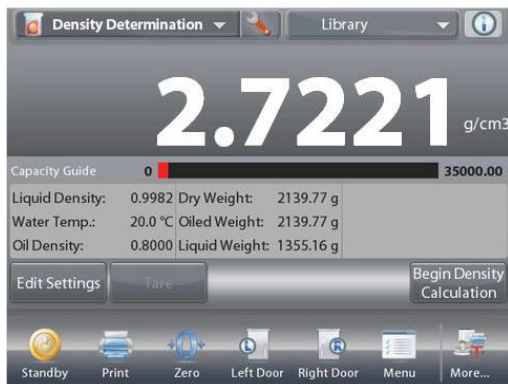 Density Determination Library
2.7221 g/cm3
Capacity Guide 0 35000.00
Liquid Density: 0.9982 Dry Weight: 2139.77 g
Water Temp.: 20.0 °C Oiled Weight: 2139.77 g
Oil Density: 0.8000 Liquid Weight: 1355.16 g
Edit Settings Tare Begin Density
Calculation
L R
Standby Print Zero Left Door Right Door Menu More...